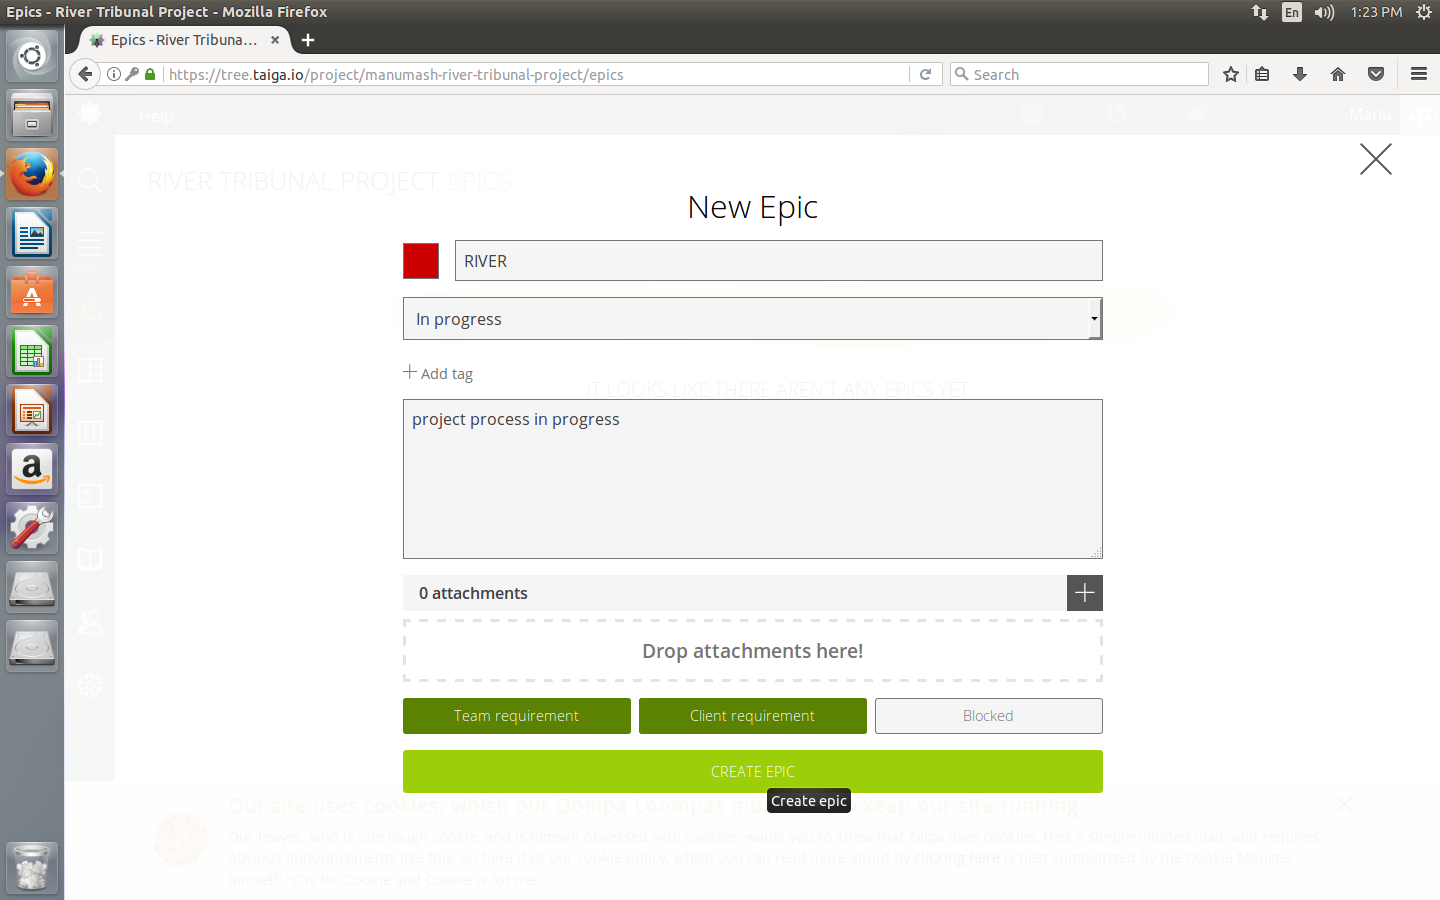 Epics - River Tribunal Project - Mozilla Firefox
En
1:23 PM
Epics - River Tribuna...
https://tree.taiga.io/project/manumash-river-tribunal-project/epics
Search
Help
Manu
RIVER TRIBUNAL PROJECT EPICS
New Epic
RIVER
In progress
Add tag
IT LOOKS LIKE THERE AREN'T ANY EPICS YET
project process in progress
0 attachments
Drop attachments here!
Team requirement
Client requirement
Blocked
CREATE EPIC
Create epic
Our site uses cookies, which our Oompa Loompas keep our site running.
Our lawyer, who is one tough cookie, and is himself obsessed with cookies, wants you to know that Taiga uses cookies. He's a simple-minded man, and requires
obvious announcements like this. So here it is: our cookie policy, which you can read more about by clicking here is best summarized by the Cookie Monster
himself: "C is for Cookie and Cookie is for me."